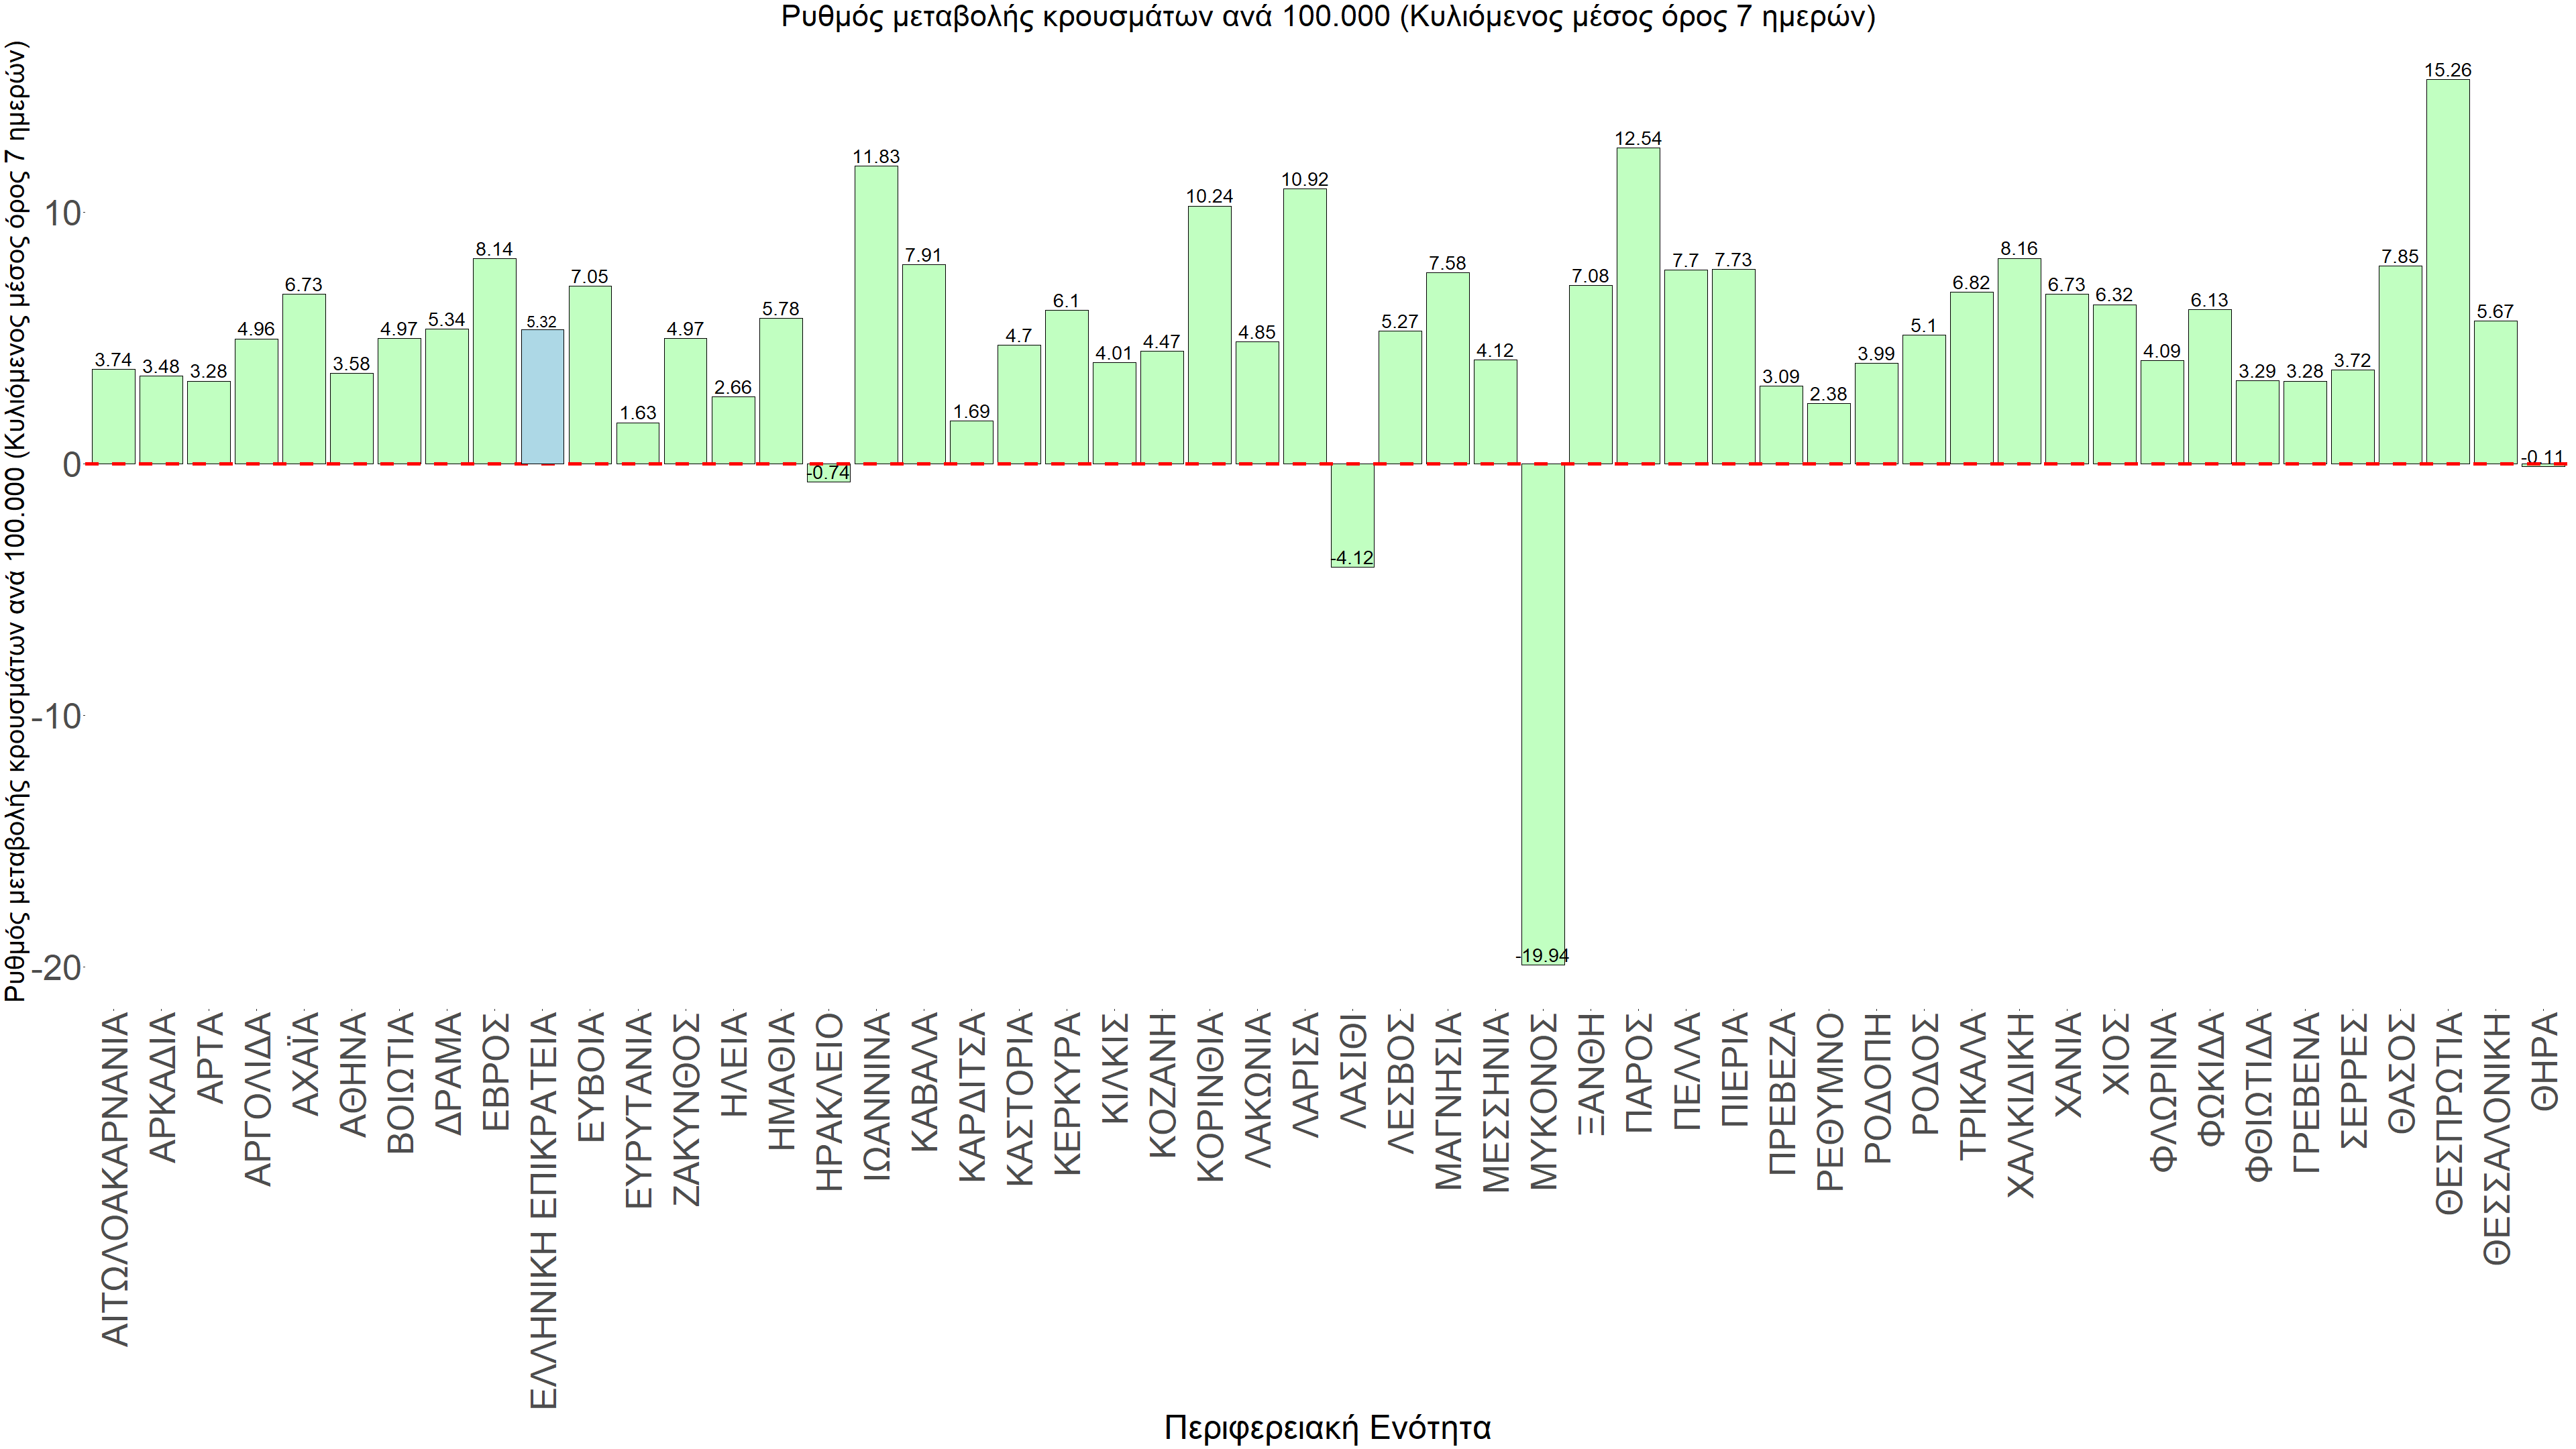 Ρυθμός μεταβολής κρουσμάτων ανά 100.000 (Κυλιόμενος μέσος όρος 7 ημερών)
Ρυθμός μεταβολής κρουσμάτων ανά 100.000 (Κυλιόμενος μέσος όρος 7 ημερών)
10
0
-10
-20
3.74
3.48
3.28
4.96
6.73
3.58
4.97
5.34
8.14
5.32
7.05
1.63
4.97
2.66
5.78
-0.74
11.83
7.91
1.69
4.7
6.1
4.01
4.47
10.24
4.85
10.92
-4.12
5.27
7.58
4.12
-19.94
7.08
12.54
7.7
7.73
3.09
2.38
3.99
5.1
6.82
8.16
6.73
6.32
4.09
6.13
3.29
3.28
3.72
7.85
15.26
5.67
-0.11
ΑΙΤΩΛΟΑΚΑΡΝΑΝΙΑ
ΑΡΚΑΔΙΑ
ΑΡΤΑ
ΑΡΓΟΛΙΔΑ
ΑΧΑΪΑ
ΑΘΗΝΑ
ΒΟΙΩΤΙΑ
ΔΡΑΜΑ
ΕΒΡΟΣ
ΕΛΛΗΝΙΚΗ ΕΠΙΚΡΑΤΕΙΑ
ΕΥΒΟΙΑ
ΕΥΡΥΤΑΝΙΑ
ΖΑΚΥΝΘΟΣ
ΗΛΕΙΑ
ΗΜΑΘΙΑ
ΗΡΑΚΛΕΙΟ
ΙΩΑΝΝΙΝΑ
ΚΑΒΑΛΑ
ΚΑΡΔΙΤΣΑ
ΚΑΣΤΟΡΙΑ
ΚΕΡΚΥΡΑ
ΚΙΛΚΙΣ
ΚΟΖΑΝΗ
ΚΟΡΙΝΘΙΑ
ΛΑΚΩΝΙΑ
ΛΑΡΙΣΑ
ΛΑΣΙΘΙ
ΛΕΣΒΟΣ
ΜΑΓΝΗΣΙΑ
ΜΕΣΣΗΝΙΑ
ΜΥΚΟΝΟΣ
ΞΑΝΘΗ
ΠΑΡΟΣ
ΠΕΛΛΑ
ΠΙΕΡΙΑ
ΠΡΕΒΕΖΑ
ΡΕΘΥΜΝΟ
ΡΟΔΟΠΗ
ΡΟΔΟΣ
ΤΡΙΚΑΛΑ
ΧΑΛΚΙΔΙΚΗ
ΧΑΝΙΑ
ΧΙΟΣ
ΦΛΩΡΙΝΑ
ΦΩΚΙΔΑ
ΦΘΙΩΤΙΔΑ
ΓΡΕΒΕΝΑ
ΣΕΡΡΕΣ
ΘΑΣΟΣ
ΘΕΣΠΡΩΤΙΑ
ΘΕΣΣΑΛΟΝΙΚΗ
ΘΗΡΑ
Περιφερειακή Ενότητα